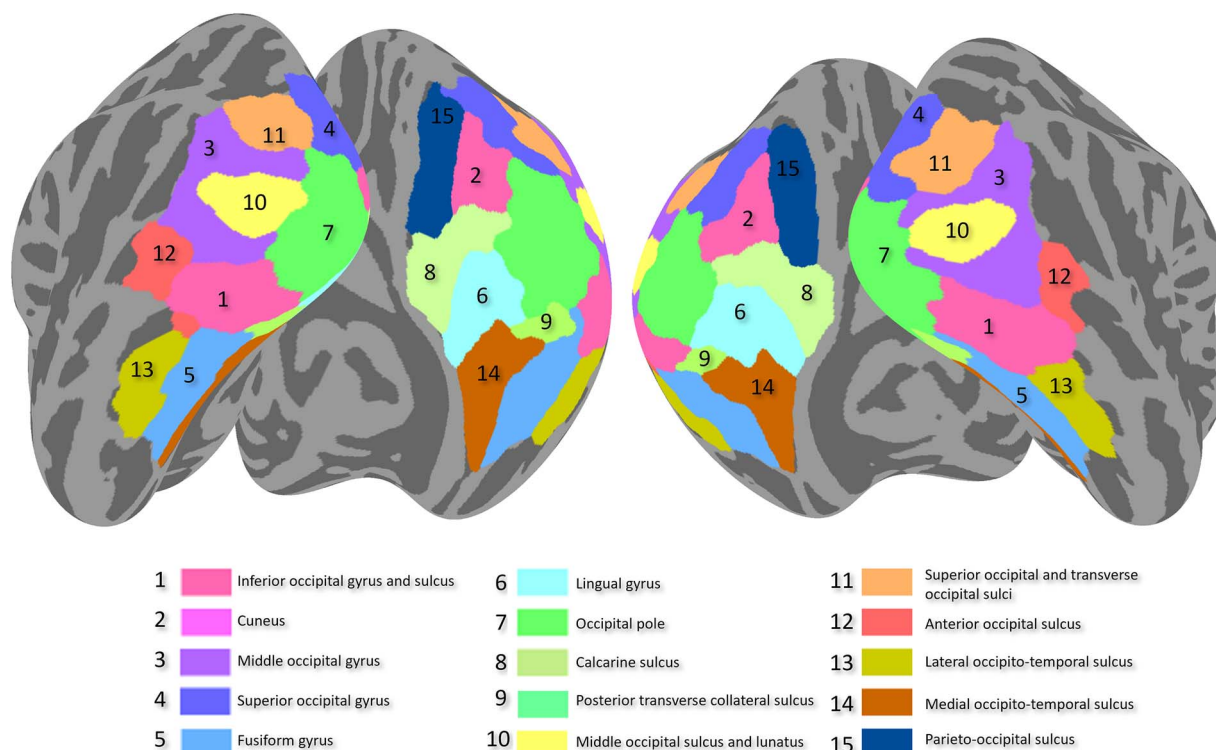 15
4
11
3
2
10
7
12
8
6
1
9
13
5
14
4
15
11
3
2
10
7
12
8
6
1
9
13
14
5
1 Inferior occipital gyrus and sulcus
2 Cuneus
3 Middle occipital gyrus
4 Superior occipital gyrus
5 Fusiform gyrus
6 Lingual gyrus
7 Occipital pole
8 Calcarine sulcus
9 Posterior transverse collateral sulcus
10 Middle occipital sulcus and lunatus
11 Superior occipital and transverse
occipital sulci
12 Anterior occipital sulcus
13 Lateral occipito-temporal sulcus
14 Medial occipito-temporal sulcus
15 Parieto-occipital sulcus